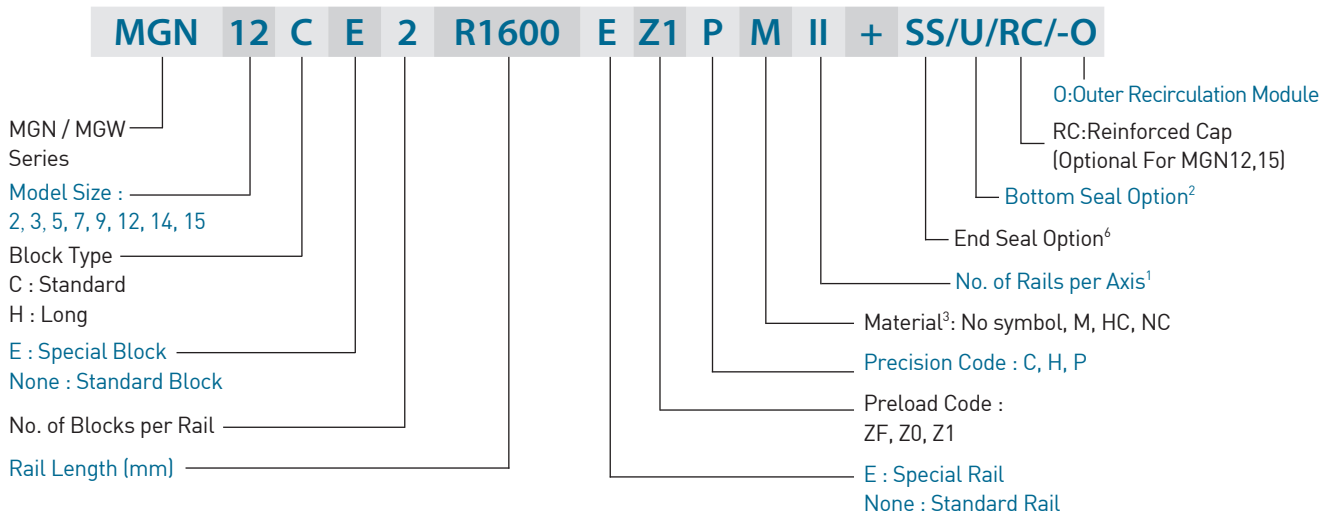 MGN 12 C E 2 R1600 E Z1 P M II + SS/U/RC/-O
MGN / MGW
Series
Model Size :
2, 3, 5, 7, 9, 12, 14, 15
Block Type
C : Standard
H : Long
E : Special Block
None : Standard Block
No. of Blocks per Rail
Rail Length (mm)
O:Outer Recirculation Module
RC:Reinforced Cap
(Optional For MGN12,15)
Bottom Seal Option²
End Seal Option⁶
No. of Rails per Axis¹
Material³: No symbol, M, HC, NC
Precision Code : C, H, P
Preload Code :
ZF, Z0, Z1
E : Special Rail
None : Standard Rail